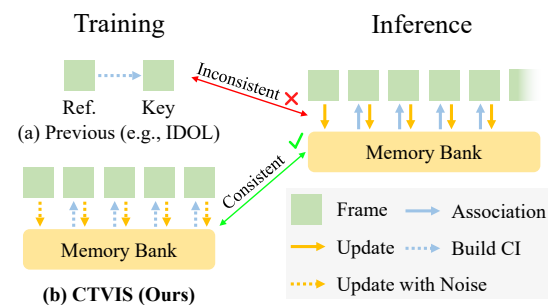 Training
Inference
Inconsistent
Ref.
Key
(a) Previous (e.g., IDOL)
Memory Bank
Consistent
Frame
Association
Update
Build CI
Update with Noise
Memory Bank
(b) CTVIS (Ours)